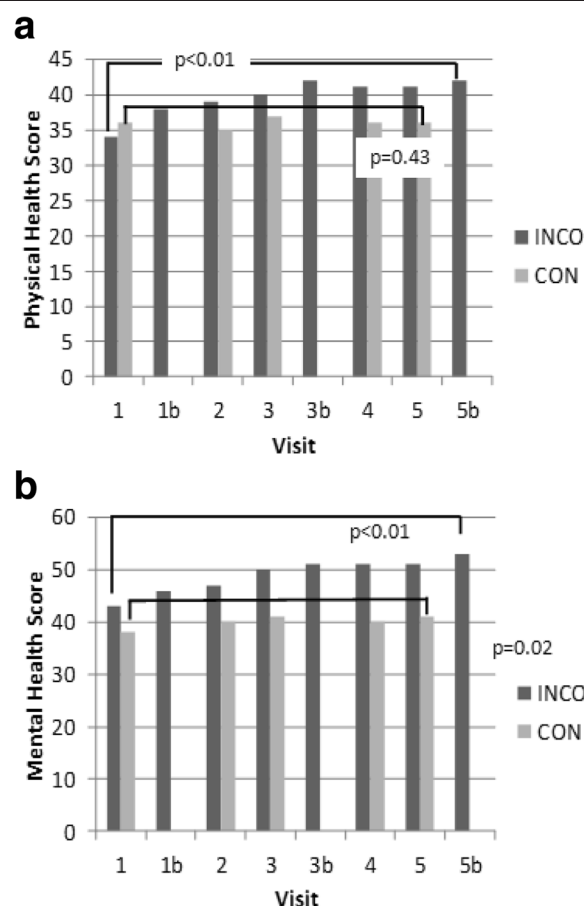 a
p<0.01
45
40
35
30
25
20
15
10
5
0
p=0.43
Physical Health Score
INCO
CON
1 1b 2 3 3b 4 5 5b
Visit
b
60
50
40
30
20
10
0
p<0.01
p=0.02
Mental Health Score
INCO
CON
1 1b 2 3 3b 4 5 5b
Visit